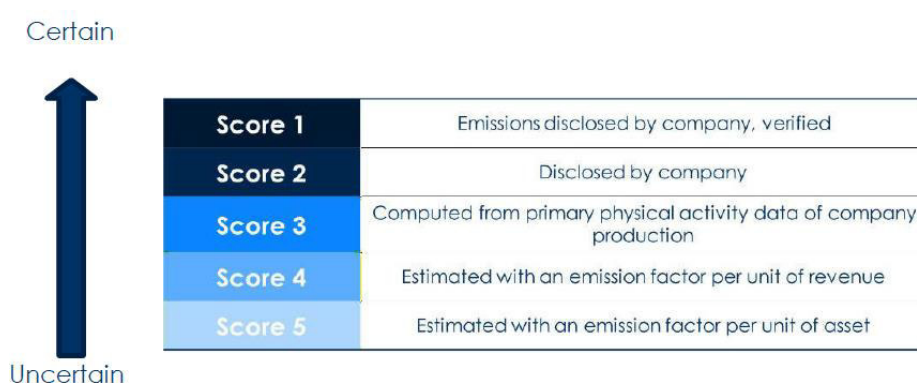 Certain
Score 1
Emissions disclosed by company, verified
Score 2
Disclosed by company
Score 3
Computed from primary physical activity data of company
production
Score 4
Estimated with an emission factor per unit of revenue
Score 5
Estimated with an emission factor per unit of asset
Uncertain